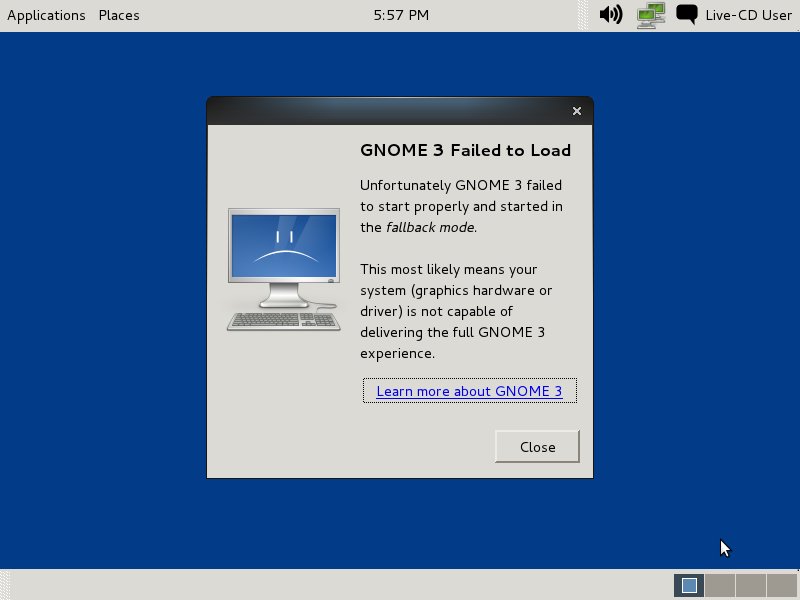 Applications Places 5:57 PM Live-CD User
GNOME 3 Failed to Load
Unfortunately GNOME 3 failed
to start properly and started in
the fallback mode.
This most likely means your
system (graphics hardware or
driver) is not capable of
delivering the full GNOME 3
experience.
Learn more about GNOME 3
Close